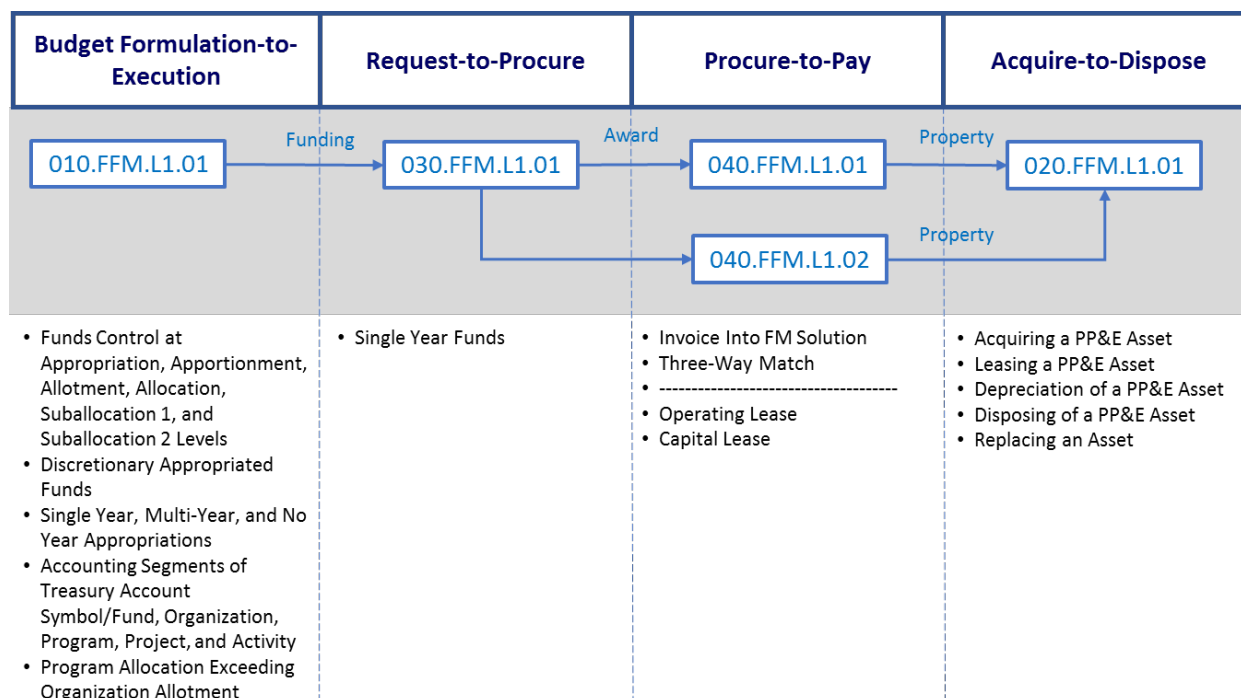 Budget Formulation-to-
Execution
Request-to-Procure
Procure-to-Pay
Acquire-to-Dispose
Funding
Award
Property
010.FFM.L1.01
030.FFM.L1.01
040.FFM.L1.01
020.FFM.L1.01
Property
040.FFM.L1.02
• Funds Control at
Appropriation, Apportionment,
Allotment, Allocation,
Suballocation 1, and
Suballocation 2 Levels
• Discretionary Appropriated
Funds
• Single Year, Multi-Year, and No
Year Appropriations
• Accounting Segments of
Treasury Account
Symbol/Fund, Organization,
Program, Project, and Activity
• Program Allocation Exceeding
Organization Allotment
• Single Year Funds
• Invoice Into FM Solution
• Three-Way Match
• -------------------------------------
• Operating Lease
• Capital Lease
• Acquiring a PP&E Asset
• Leasing a PP&E Asset
• Depreciation of a PP&E Asset
• Disposing of a PP&E Asset
• Replacing an Asset